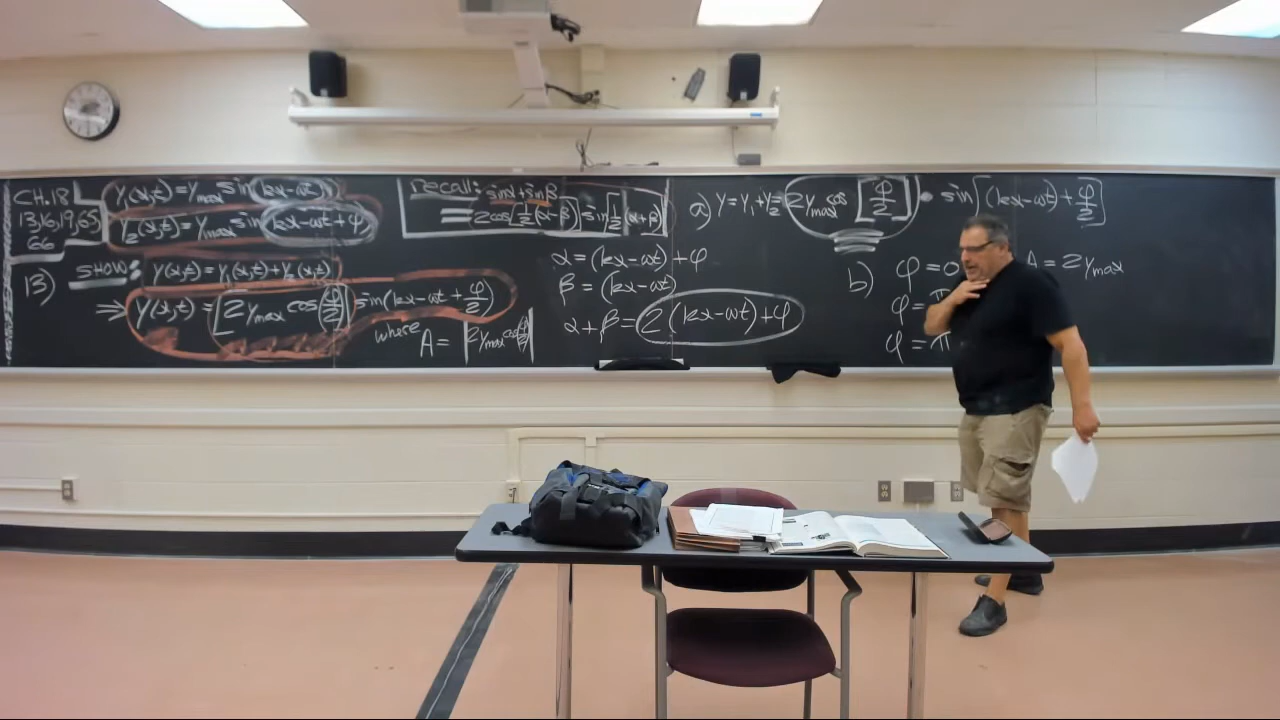 CH.18
13,16,19,65
66
y₁(x,t)=y_max sin(kx-ωt)
y₂(x,t)=y_max sin(kx-ωt+φ)
13) SHOW: y(x,t)=y₁(x,t)+y₂(x,t)
⇒ y(x,t)=[2y_max cos(φ/2)] sin(kx-ωt+φ/2)
where A=|2y_max cos(φ/2)|
recall: sinα+sinβ
=2cos[½(α-β)]sin[½(α+β)]
α=(kx-ωt)+φ
β=(kx-ωt)
α+β=2(kx-ωt)+φ
a) y=y₁+y₂=2y_max cos[φ/2]•sin[(kx-ωt)+φ/2]
b) φ=0 A=2y_max
φ=π
φ=π